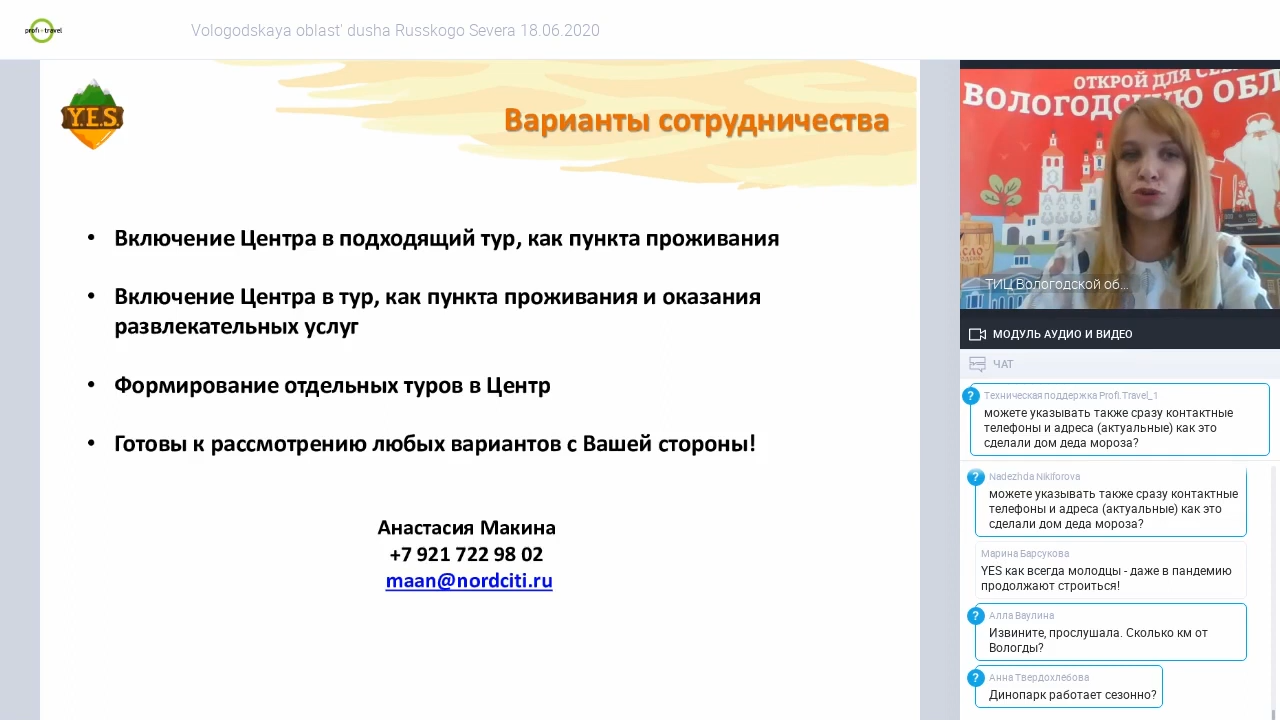 profi travel
Vologodskaya oblast' dusha Russkogo Severa 18.06.2020
Y.E.S.
Варианты сотрудничества
• Включение Центра в подходящий тур, как пункта проживания
• Включение Центра в тур, как пункта проживания и оказания
развлекательных услуг
• Формирование отдельных туров в Центр
• Готовы к рассмотрению любых вариантов с Вашей стороны!
Анастасия Макина
+7 921 722 98 02
maan@nordciti.ru
ОТКРОЙ ДЛЯ СЕ
ВОЛОГОДСКУЮ ОБЛ
ТИЦ Вологодской об...
МОДУЛЬ АУДИО И ВИДЕО
ЧАТ
? Техническая поддержка Profi.Travel_1
можете указывать также сразу контактные
телефоны и адреса (актуальные) как это
сделали дом деда мороза?
? Nadezhda Nikiforova
можете указывать также сразу контактные
телефоны и адреса (актуальные) как это
сделали дом деда мороза?
Марина Барсукова
YES как всегда молодцы - даже в пандемию
продолжают строиться!
? Алла Ваулина
Извините, прослушала. Сколько км от
Вологды?
? Анна Твердохлебова
Динопарк работает сезонно?